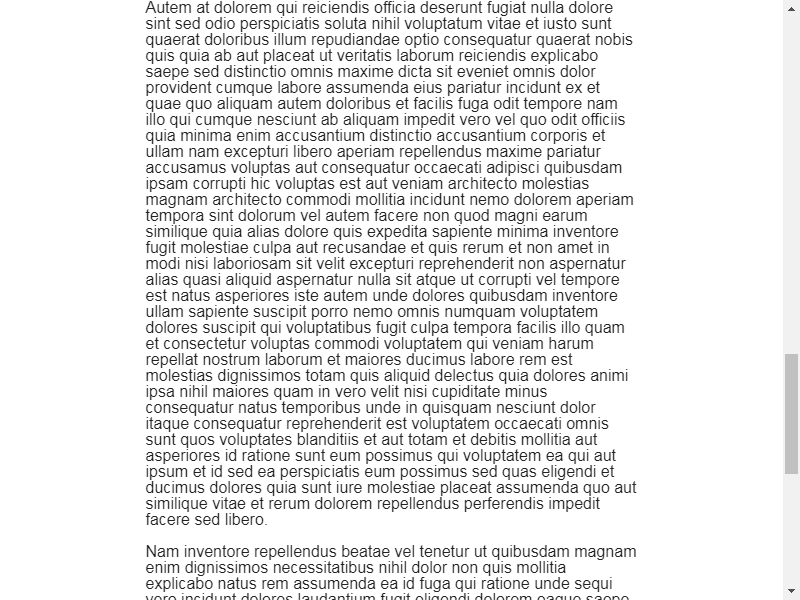 Autem at dolorem qui reiciendis officia deserunt fugiat nulla dolore
sint sed odio perspiciatis soluta nihil voluptatum vitae et iusto sunt
quaerat doloribus illum repudiandae optio consequatur quaerat nobis
quis quia ab aut placeat ut veritatis laborum reiciendis explicabo
saepe sed distinctio omnis maxime dicta sit eveniet omnis dolor
provident cumque labore assumenda eius pariatur incidunt ex et
quae quo aliquam autem doloribus et facilis fuga odit tempore nam
illo qui cumque nesciunt ab aliquam impedit vero vel quo odit officiis
quia minima enim accusantium distinctio accusantium corporis et
ullam nam excepturi libero aperiam repellendus maxime pariatur
accusamus voluptas aut consequatur occaecati adipisci quibusdam
ipsam corrupti hic voluptas est aut veniam architecto molestias
magnam architecto commodi mollitia incidunt nemo dolorem aperiam
tempora sint dolorum vel autem facere non quod magni earum
similique quia alias dolore quis expedita sapiente minima inventore
fugit molestiae culpa aut recusandae et quis rerum et non amet in
modi nisi laboriosam sit velit excepturi reprehenderit non aspernatur
alias quasi aliquid aspernatur nulla sit atque ut corrupti vel tempore
est natus asperiores iste autem unde dolores quibusdam inventore
ullam sapiente suscipit porro nemo omnis numquam voluptatem
dolores suscipit qui voluptatibus fugit culpa tempora facilis illo quam
et consectetur voluptas commodi voluptatem qui veniam harum
repellat nostrum laborum et maiores ducimus labore rem est
molestias dignissimos totam quis aliquid delectus quia dolores animi
ipsa nihil maiores quam in vero velit nisi cupiditate minus
consequatur natus temporibus unde in quisquam nesciunt dolor
itaque consequatur reprehenderit est voluptatem occaecati omnis
sunt quos voluptates blanditiis et aut totam et debitis mollitia aut
asperiores id ratione sunt eum possimus qui voluptatem ea qui aut
ipsum et id sed ea perspiciatis eum possimus sed quas eligendi et
ducimus dolores quia sunt iure molestiae placeat assumenda quo aut
similique vitae et rerum dolorem repellendus perferendis impedit
facere sed libero.
Nam inventore repellendus beatae vel tenetur ut quibusdam magnam
enim dignissimos necessitatibus nihil dolor non quis mollitia
explicabo natus rem assumenda ea id fuga qui ratione unde sequi
vero incidunt dolores laudantium fugit eligendi dolorem eaque saepe